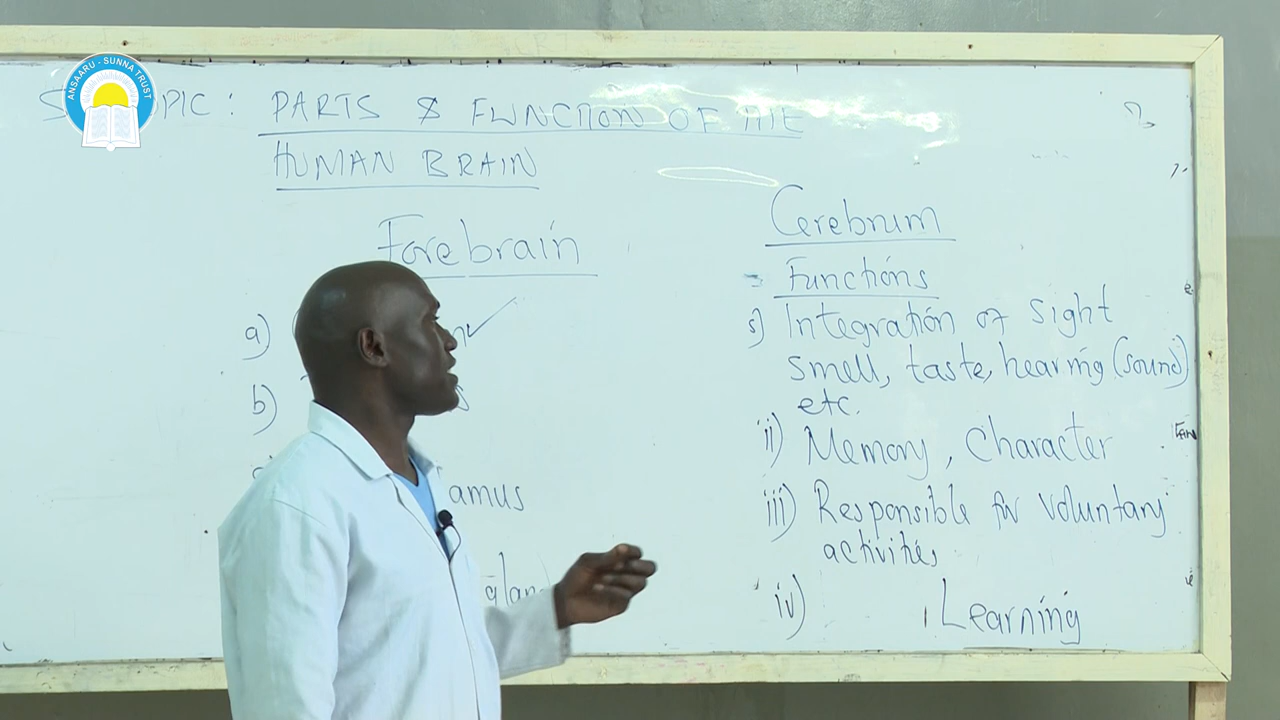 ANSAARU - SUNNA TRUST
PIC : PARTS & FUNCTION OF THE
HUMAN BRAIN
Forebrain
a)
b)
amus
glan
Cerebrum
Functions
i) Integration of sight
smell, taste, hearing (sound)
etc.
ii) Memory, Character
iii) Responsible for voluntary
activities
iv) , Learning